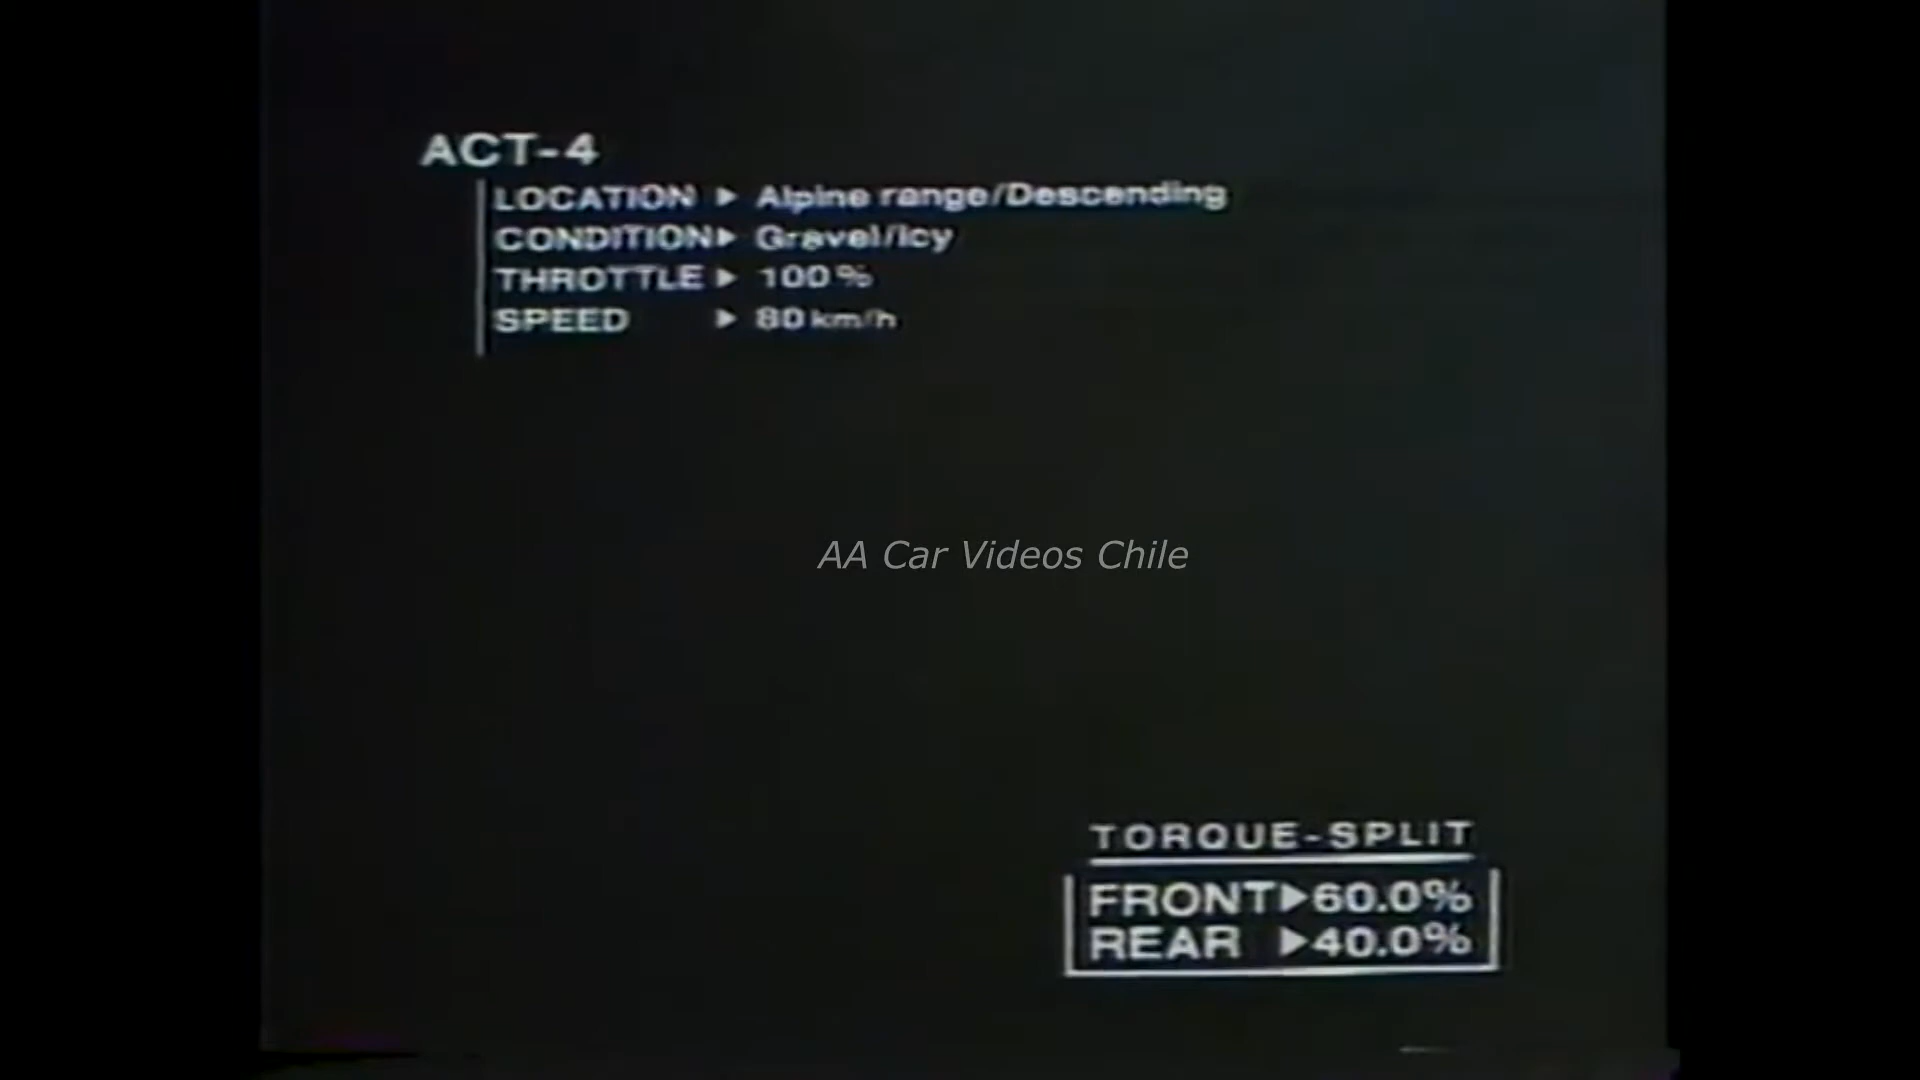 ACT-4
LOCATION ▶ Alpine range/Descending
CONDITION▶ Gravel/Icy
THROTTLE ▶ 100%
SPEED ▶ 80 km/h
AA Car Videos Chile
TORQUE-SPLIT
FRONT▶60.0%
REAR ▶40.0%